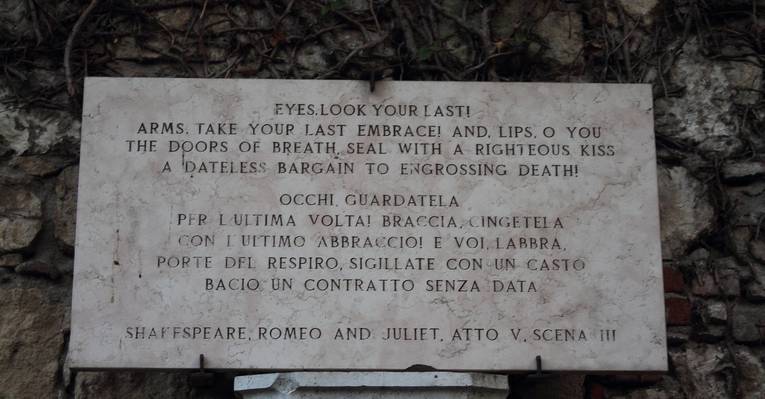 EYES, LOOK YOUR LAST!
ARMS, TAKE YOUR LAST EMBRACE! AND, LIPS, O YOU
THE DOORS OF BREATH, SEAL WITH A RIGHTEOUS KISS
A DATELESS BARGAIN TO ENGROSSING DEATH!
OCCHI, GUARDATELA
PER L'ULTIMA VOLTA! BRACCIA, CINGETELA
CON L'ULTIMO ABBRACCIO! E VOI, LABBRA,
PORTE DEL RESPIRO, SIGILLATE CON UN CASTO
BACIO UN CONTRATTO SENZA DATA
SHAKESPEARE, ROMEO AND JULIET, ATTO V, SCENA III